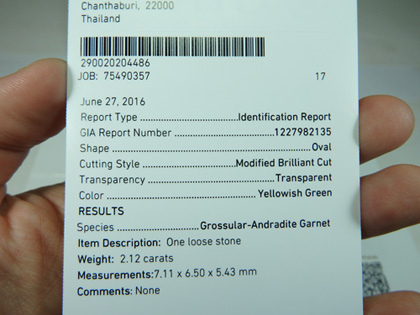 Chanthaburi, 22000
Thailand
290020204486
JOB: 75490357 17
June 27, 2016
Report Type ........................................ Identification Report
GIA Report Number ................................ 1227982135
Shape ........................................................ Oval
Cutting Style ........................ Modified Brilliant Cut
Transparency ........................................ Transparent
Color .............................................. Yellowish Green
RESULTS
Species ........................ Grossular-Andradite Garnet
Item Description: One loose stone
Weight: 2.12 carats
Measurements:7.11 x 6.50 x 5.43 mm
Comments: None